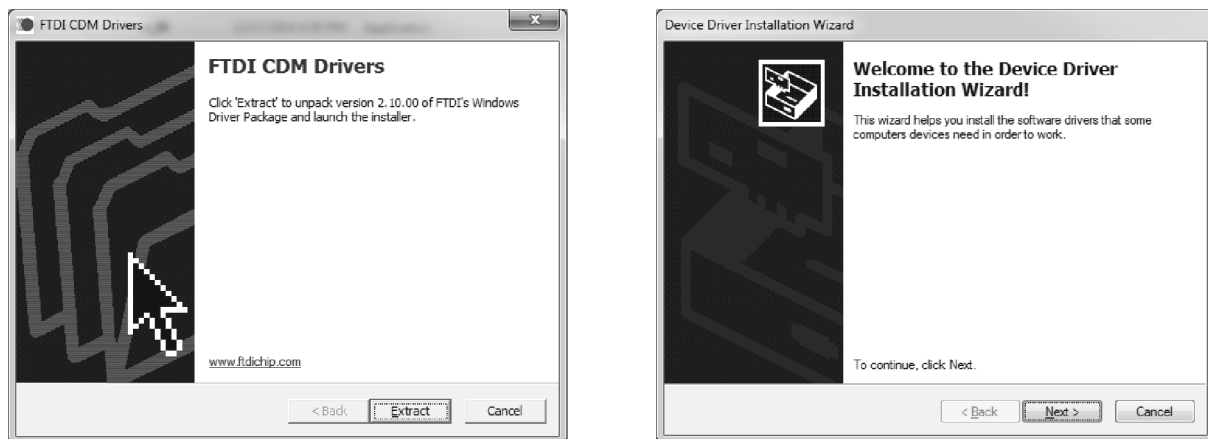 FTDI CDM Drivers
FTDI CDM Drivers
Click 'Extract' to unpack version 2.10.00 of FTDI's Windows
Driver Package and launch the installer.
www.ftdichip.com
< Back Extract Cancel
Device Driver Installation Wizard
Welcome to the Device Driver
Installation Wizard!
This wizard helps you install the software drivers that some
computers devices need in order to work.
To continue, click Next.
< Back Next > Cancel